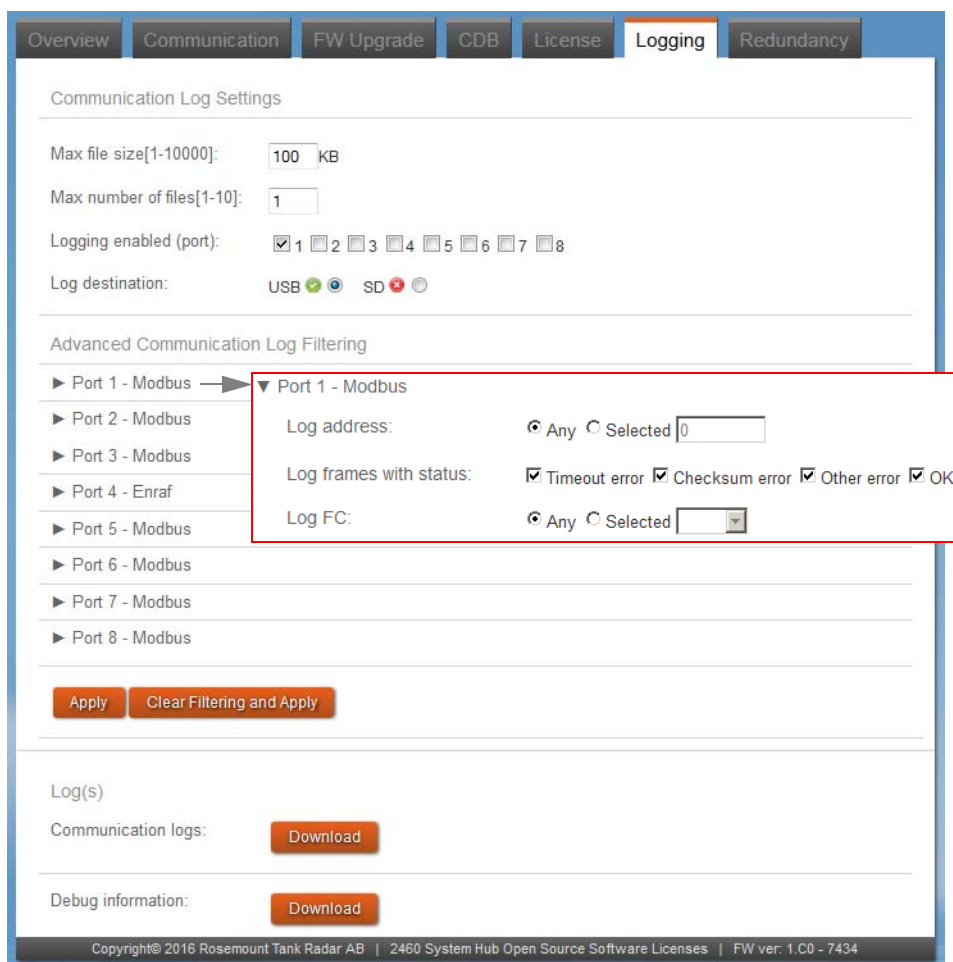 Overview Communication FW Upgrade CDB License Logging Redundancy
Communication Log Settings
Max file size[1-10000]: 100 KB
Max number of files[1-10]: 1
Logging enabled (port): 1 2 3 4 5 6 7 8
Log destination: USB SD
Advanced Communication Log Filtering
Port 1 - Modbus
Port 1 - Modbus
Log address: Any Selected 0
Log frames with status: Timeout error Checksum error Other error OK
Log FC: Any Selected
Port 2 - Modbus
Port 3 - Modbus
Port 4 - Enraf
Port 5 - Modbus
Port 6 - Modbus
Port 7 - Modbus
Port 8 - Modbus
Apply Clear Filtering and Apply
Log(s)
Communication logs: Download
Debug information: Download
Copyright© 2016 Rosemount Tank Radar AB | 2460 System Hub Open Source Software Licenses | FW ver: 1.C0 - 7434